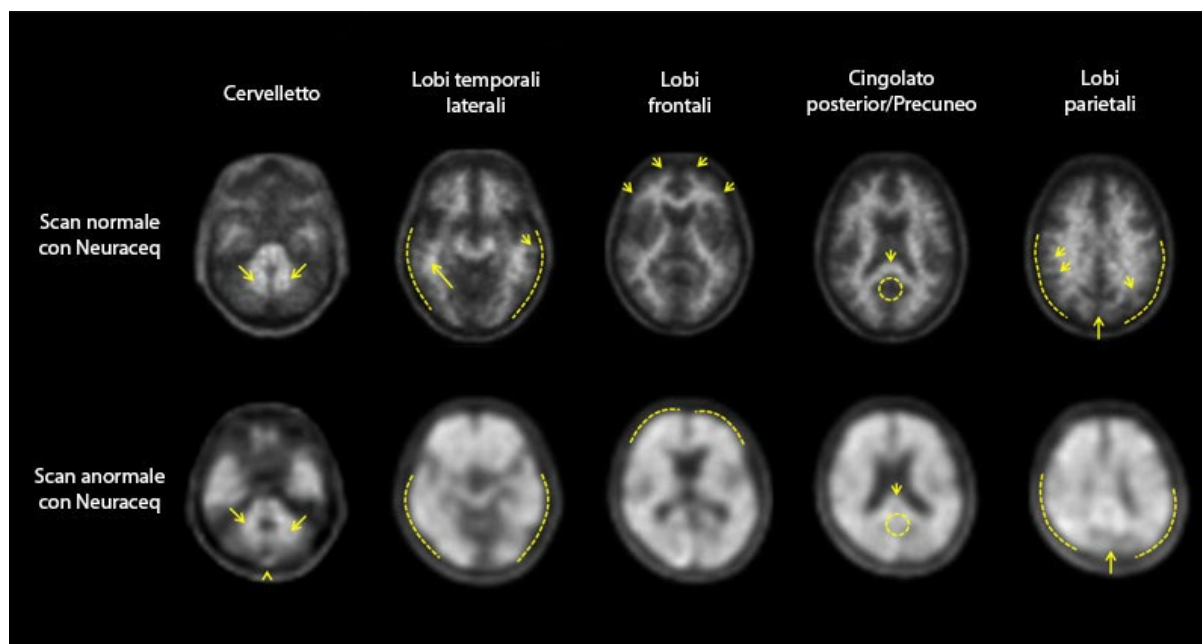 Cervelletto
Lobi temporali
laterali
Lobi
frontali
Cingolato
posterior/Precuneo
Lobi
parietali
Scan normale
con Neuraceq
Scan anormale
con Neuraceq